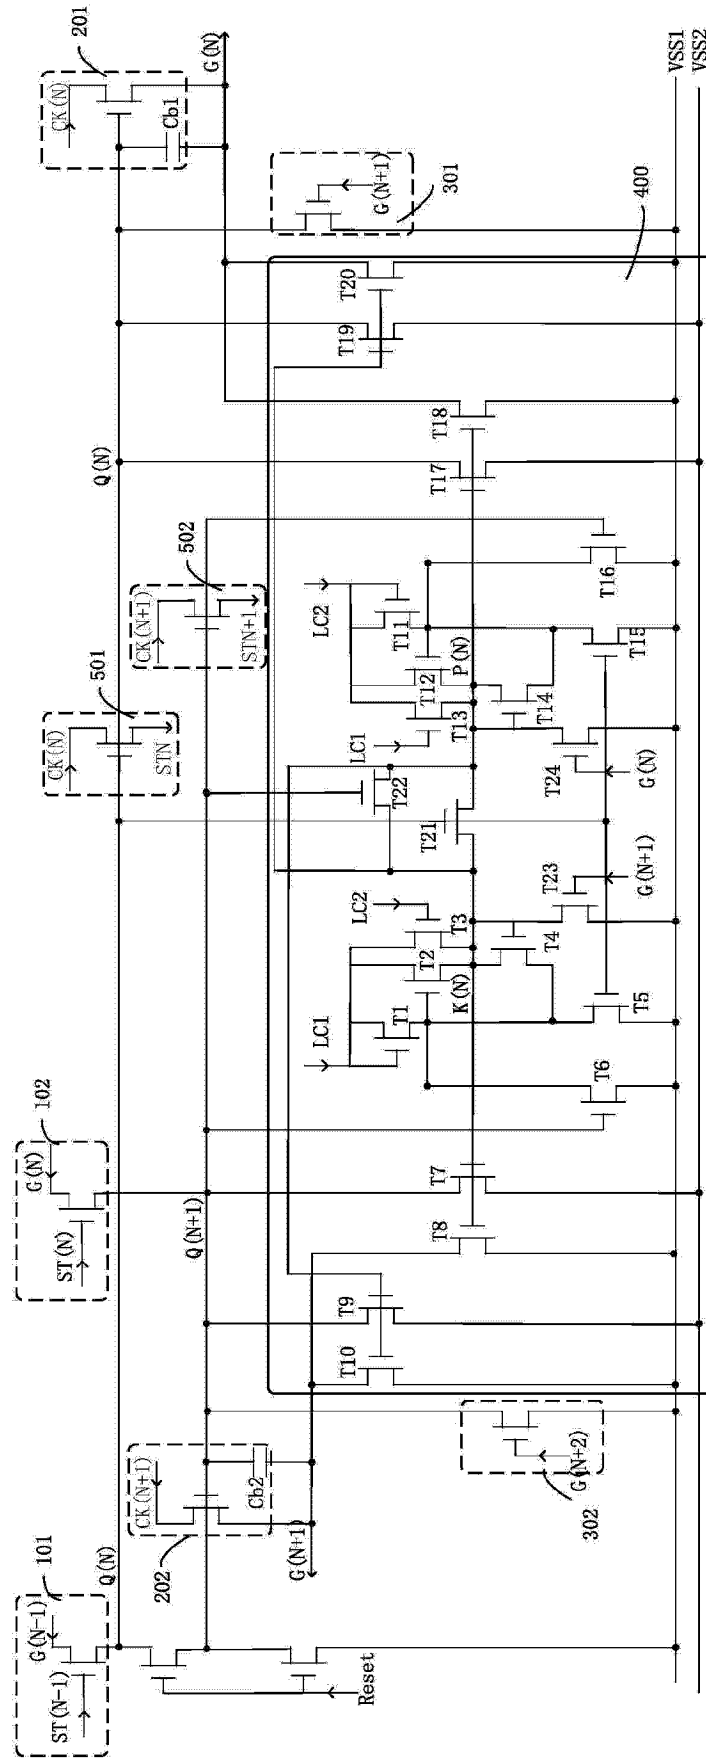 101
G(N-1)
ST(N-1)
Q(N)
Reset
202
CK(N+1)
Cb2
G(N+1)
302
G(N+2)
102
G(N)
ST(N)
Q(N+1)
T10
T9
T8
T7
T6
LC1
T1
T2
T3
LC2
K(N)
T4
T5
T23
G(N+1)
T21
T22
501
CK(N)
STN
502
CK(N+1)
STN+1
LC1
T13
T12
T11
LC2
P(N)
T14
T24
G(N)
T15
T16
Q(N)
T17
T18
T19
T20
301
G(N+1)
400
201
CK(N)
Cb1
G(N)
VSS1
VSS2